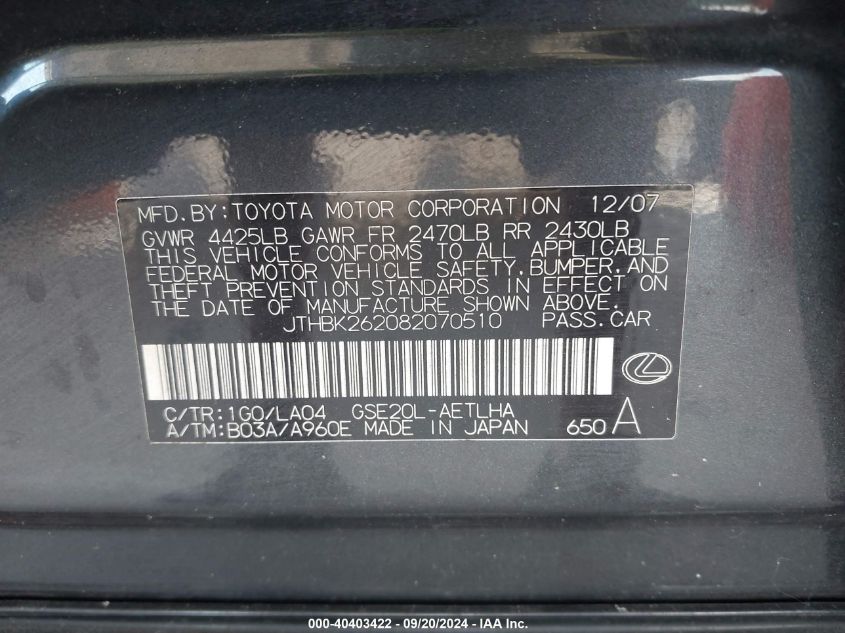 MFD.BY:TOYOTA MOTOR CORPORATION 12/07
GVWR 4425LB GAWR FR 2470LB RR 2430LB
THIS VEHICLE CONFORMS TO ALL APPLICABLE
FEDERAL MOTOR VEHICLE SAFETY,BUMPER,AND
THEFT PREVENTION STANDARDS IN EFFECT ON
THE DATE OF MANUFACTURE SHOWN ABOVE.
JTHBK262082070510 PASS.CAR
C/TR:1G0/LA04 GSE20L-AETLHA
A/TM:B03A/A960E MADE IN JAPAN 650 A
000-40403422 - 09/20/2024 - IAA Inc.